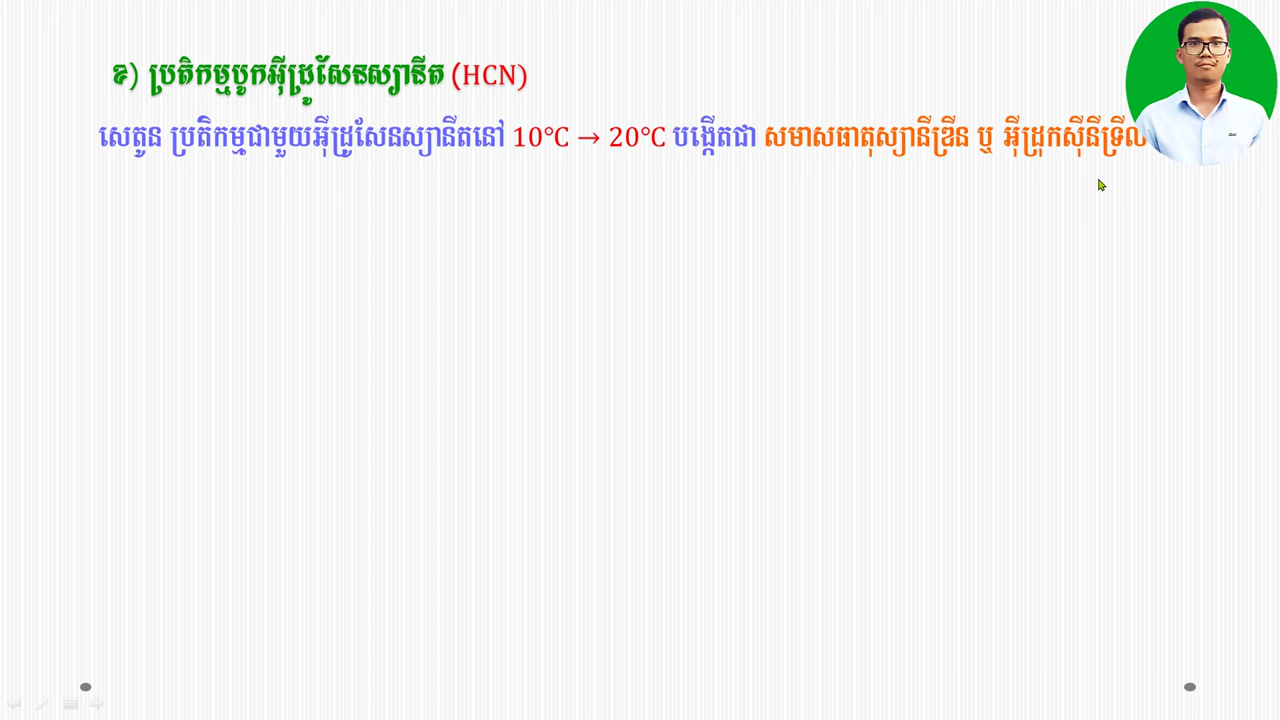 ខ) ប្រតិកម្មបូកអ៊ីដ្រូសែនស្យានីត (HCN)
សេតូន ប្រតិកម្មជាមួយអ៊ីដ្រូសែនស្យានីតនៅ 10℃ → 20℃ បង្កើតជា សមាសធាតុស្យានីឌ្រីន ឬ អ៊ីដ្រុកស៊ីនីទ្រីល